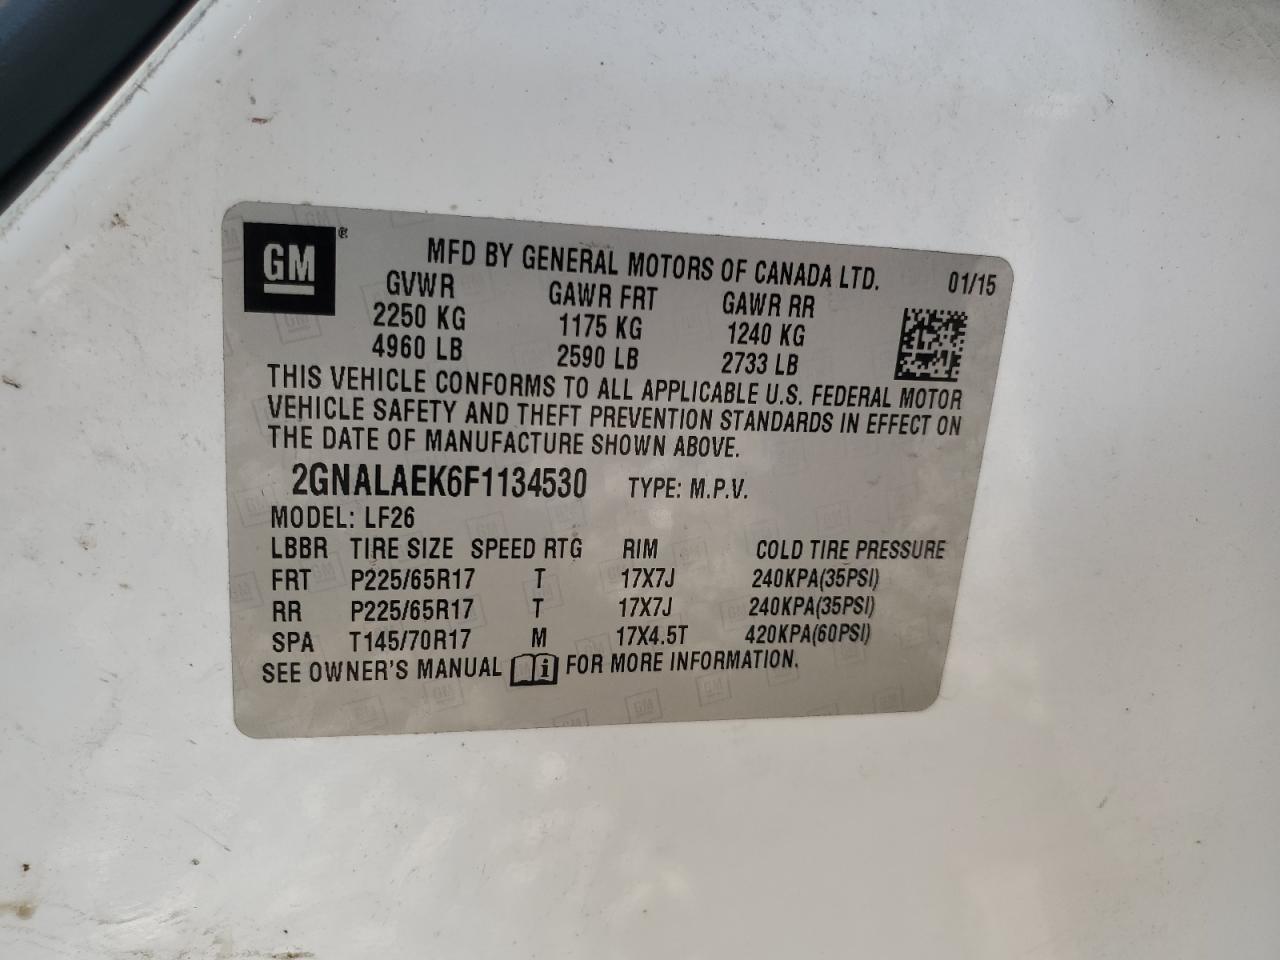 GM ®
MFD BY GENERAL MOTORS OF CANADA LTD. 01/15
GVWR GAWR FRT GAWR RR
2250 KG 1175 KG 1240 KG
4960 LB 2590 LB 2733 LB
THIS VEHICLE CONFORMS TO ALL APPLICABLE U.S. FEDERAL MOTOR
VEHICLE SAFETY AND THEFT PREVENTION STANDARDS IN EFFECT ON
THE DATE OF MANUFACTURE SHOWN ABOVE.
2GNALAEK6F1134530 TYPE: M.P.V.
MODEL: LF26
LBBR TIRE SIZE SPEED RTG RIM COLD TIRE PRESSURE
FRT P225/65R17 T 17X7J 240KPA(35PSI)
RR P225/65R17 T 17X7J 240KPA(35PSI)
SPA T145/70R17 M 17X4.5T 420KPA(60PSI)
SEE OWNER'S MANUAL i FOR MORE INFORMATION.